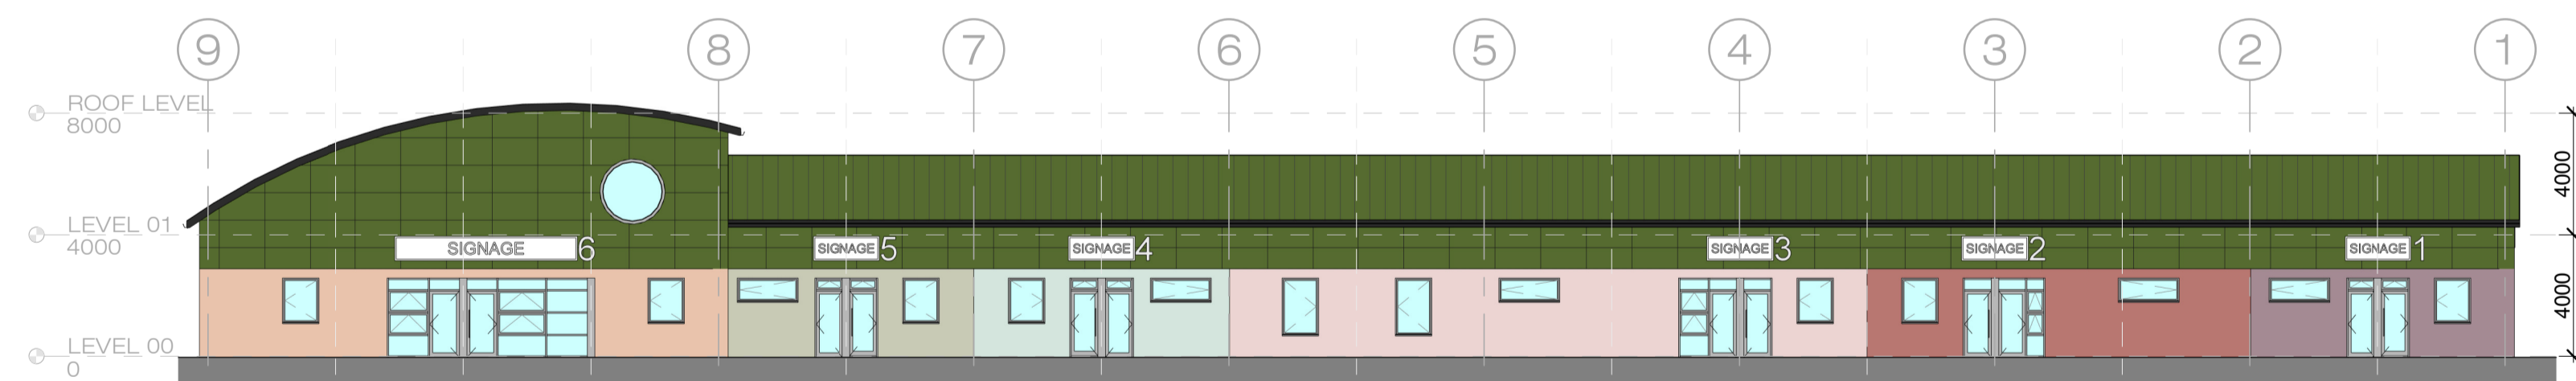 9 8 7 6 5 4 3 2 1
ROOF LEVEL
8000
4000
LEVEL 01
4000
SIGNAGE 6 SIGNAGE 5 SIGNAGE 4 SIGNAGE 3 SIGNAGE 2 SIGNAGE 1
4000
LEVEL 00
0